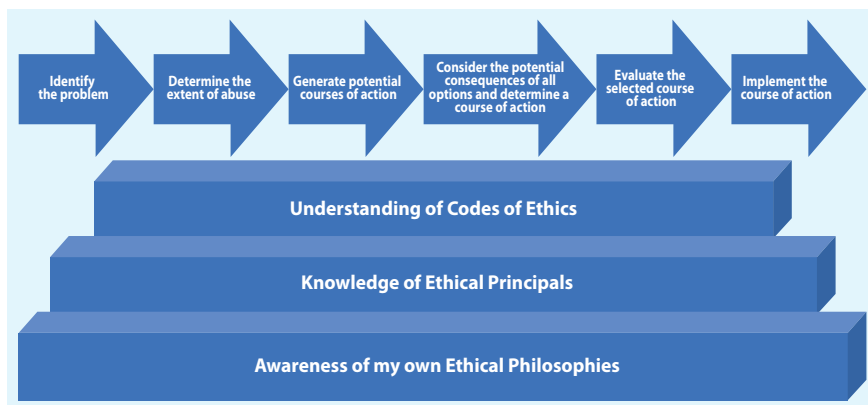 Identify
the problem
Determine the
extent of abuse
Generate potential
courses of action
Consider the potential
consequences of all
options and determine a
course of action
Evaluate the
selected course
of action
Implement the
course of action
Understanding of Codes of Ethics
Knowledge of Ethical Principals
Awareness of my own Ethical Philosophies